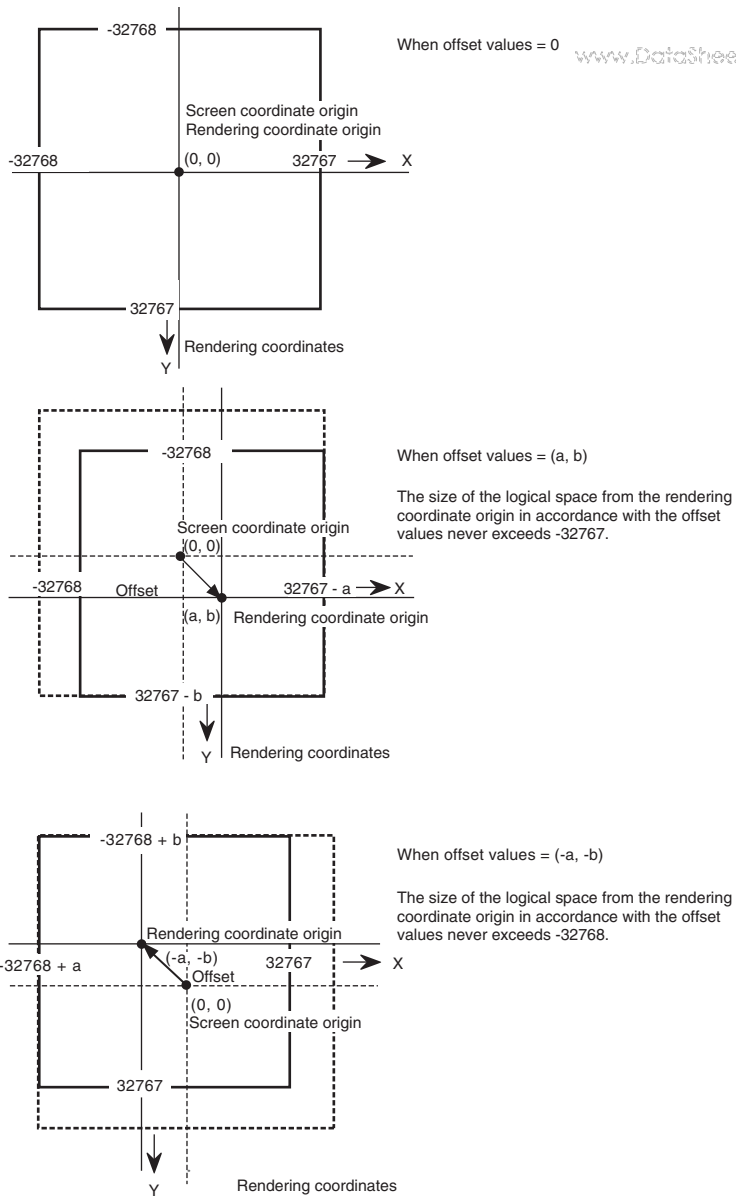 -32768
When offset values = 0
Screen coordinate origin
Rendering coordinate origin
-32768
(0, 0)
32767
X
32767
Rendering coordinates
Y
-32768
When offset values = (a, b)
The size of the logical space from the rendering
coordinate origin in accordance with the offset
values never exceeds -32767.
Screen coordinate origin
(0, 0)
-32768
Offset
32767 - a
X
(a, b)
Rendering coordinate origin
32767 - b
Y
Rendering coordinates
-32768 + b
When offset values = (-a, -b)
The size of the logical space from the rendering
coordinate origin in accordance with the offset
values never exceeds -32768.
Rendering coordinate origin
(-a, -b)
-32768 + a
32767
X
Offset
(0, 0)
Screen coordinate origin
32767
Y
Rendering coordinates